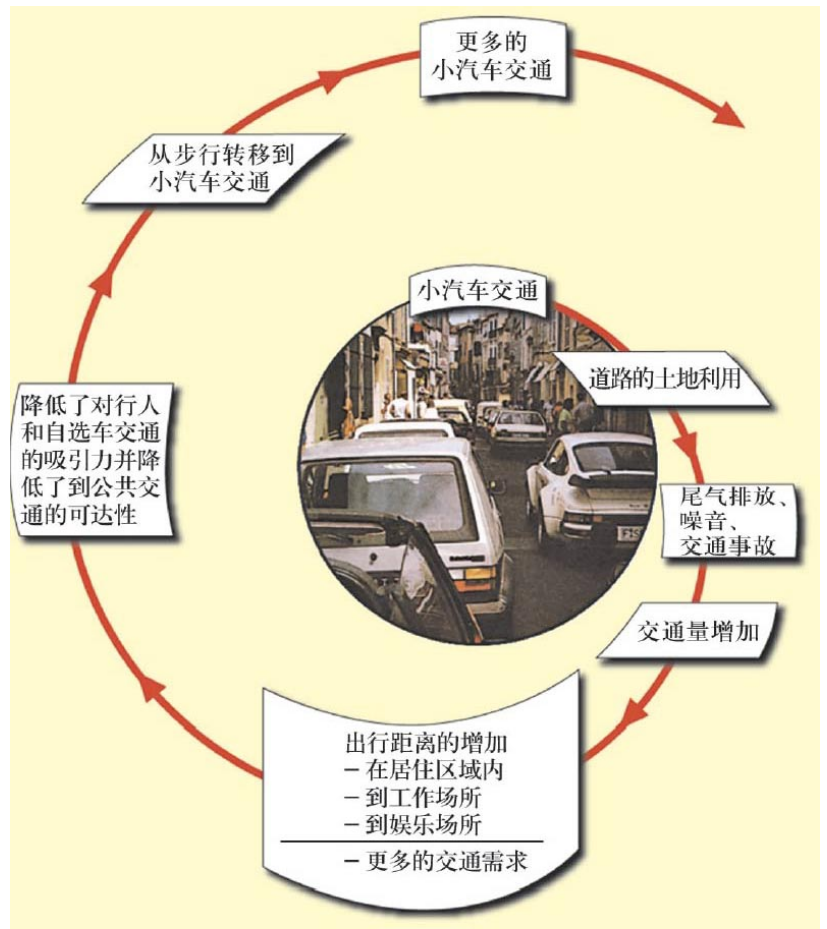 更多的
小汽车交通
从步行转移到
小汽车交通
小汽车交通
道路的土地利用
降低了对行人
和自选车交通
的吸引力并降
低了到公共交
通的可达性
尾气排放、
噪音、
交通事故
交通量增加
出行距离的增加
– 在居住区域内
– 到工作场所
– 到娱乐场所
– 更多的交通需求